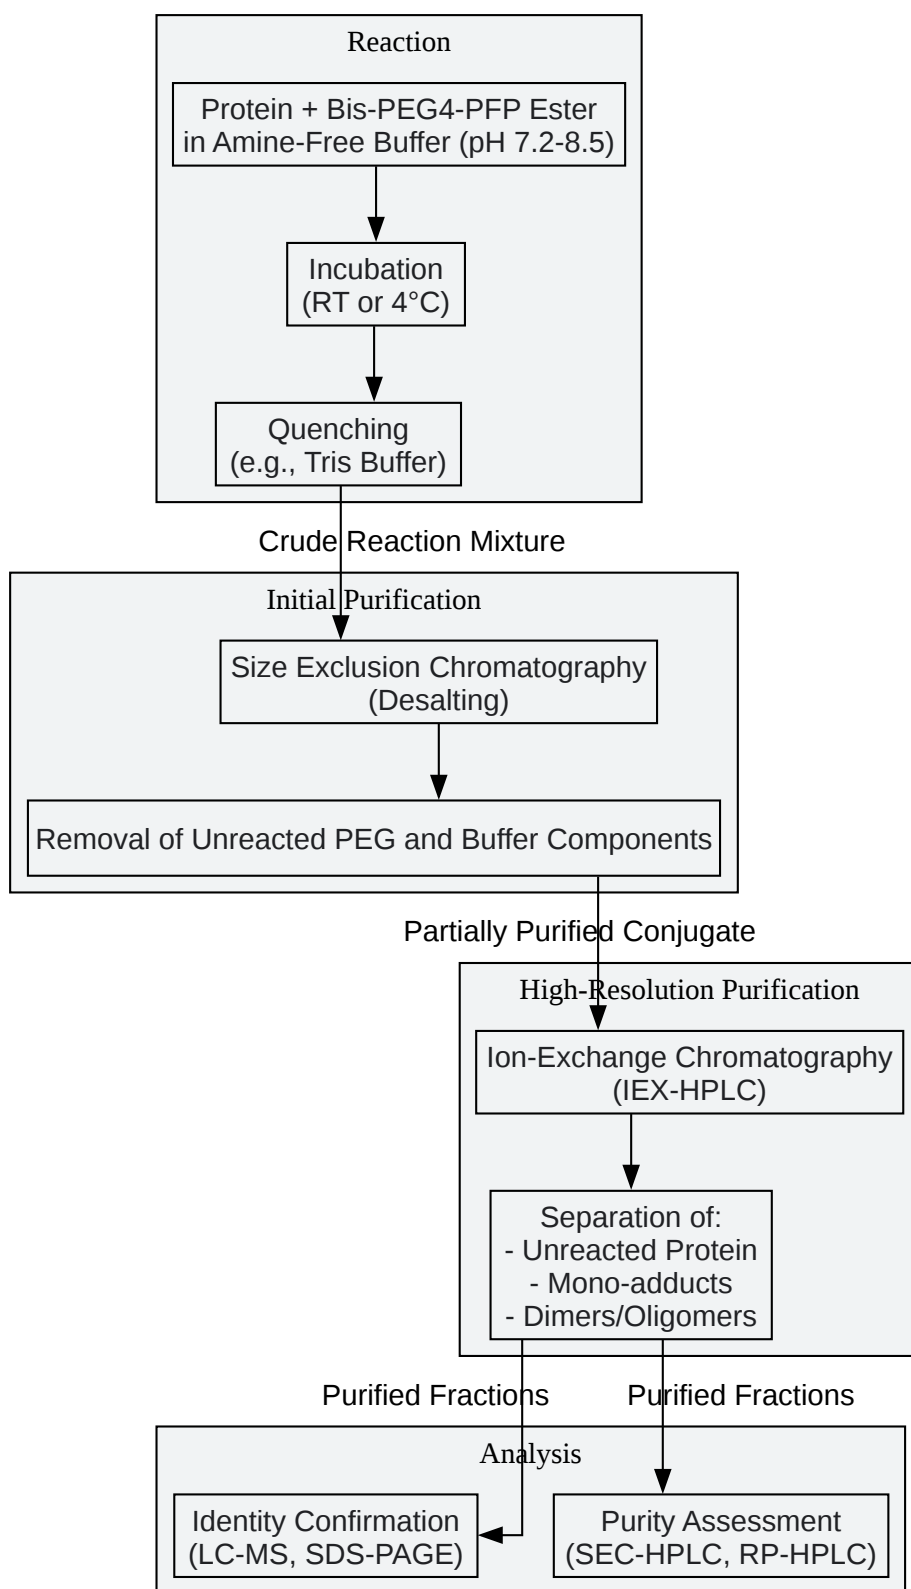 Reaction
Protein + Bis-PEG4-PFP Ester
in Amine-Free Buffer (pH 7.2-8.5)
Incubation
(RT or 4°C)
Quenching
(e.g., Tris Buffer)
Crude Reaction Mixture
Initial Purification
Size Exclusion Chromatography
(Desalting)
Removal of Unreacted PEG and Buffer Components
Partially Purified Conjugate
High-Resolution Purification
Ion-Exchange Chromatography
(IEX-HPLC)
Separation of:
- Unreacted Protein
- Mono-adducts
- Dimers/Oligomers
Purified Fractions
Purified Fractions
Analysis
Identity Confirmation
(LC-MS, SDS-PAGE)
Purity Assessment
(SEC-HPLC, RP-HPLC)